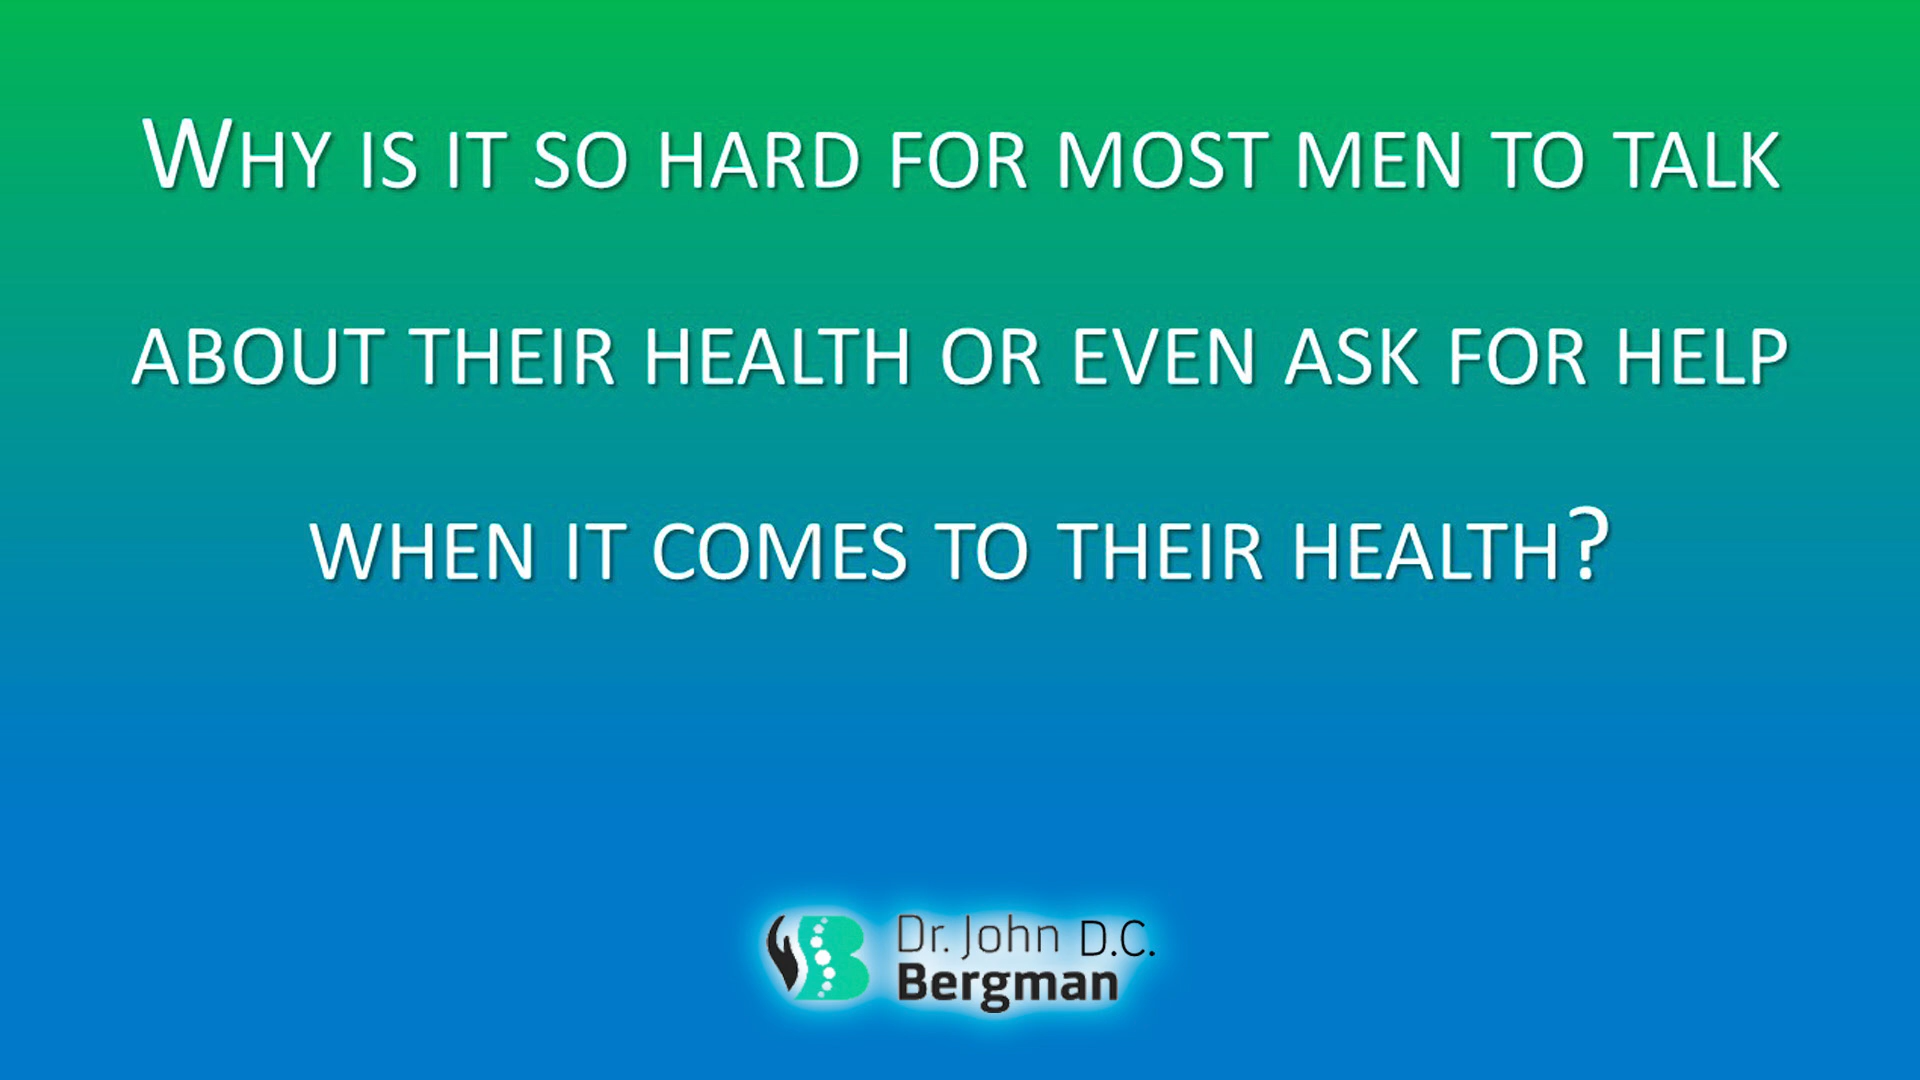 Why is it so hard for most men to talk
about their health or even ask for help
when it comes to their health?
Dr. John D.C.
Bergman